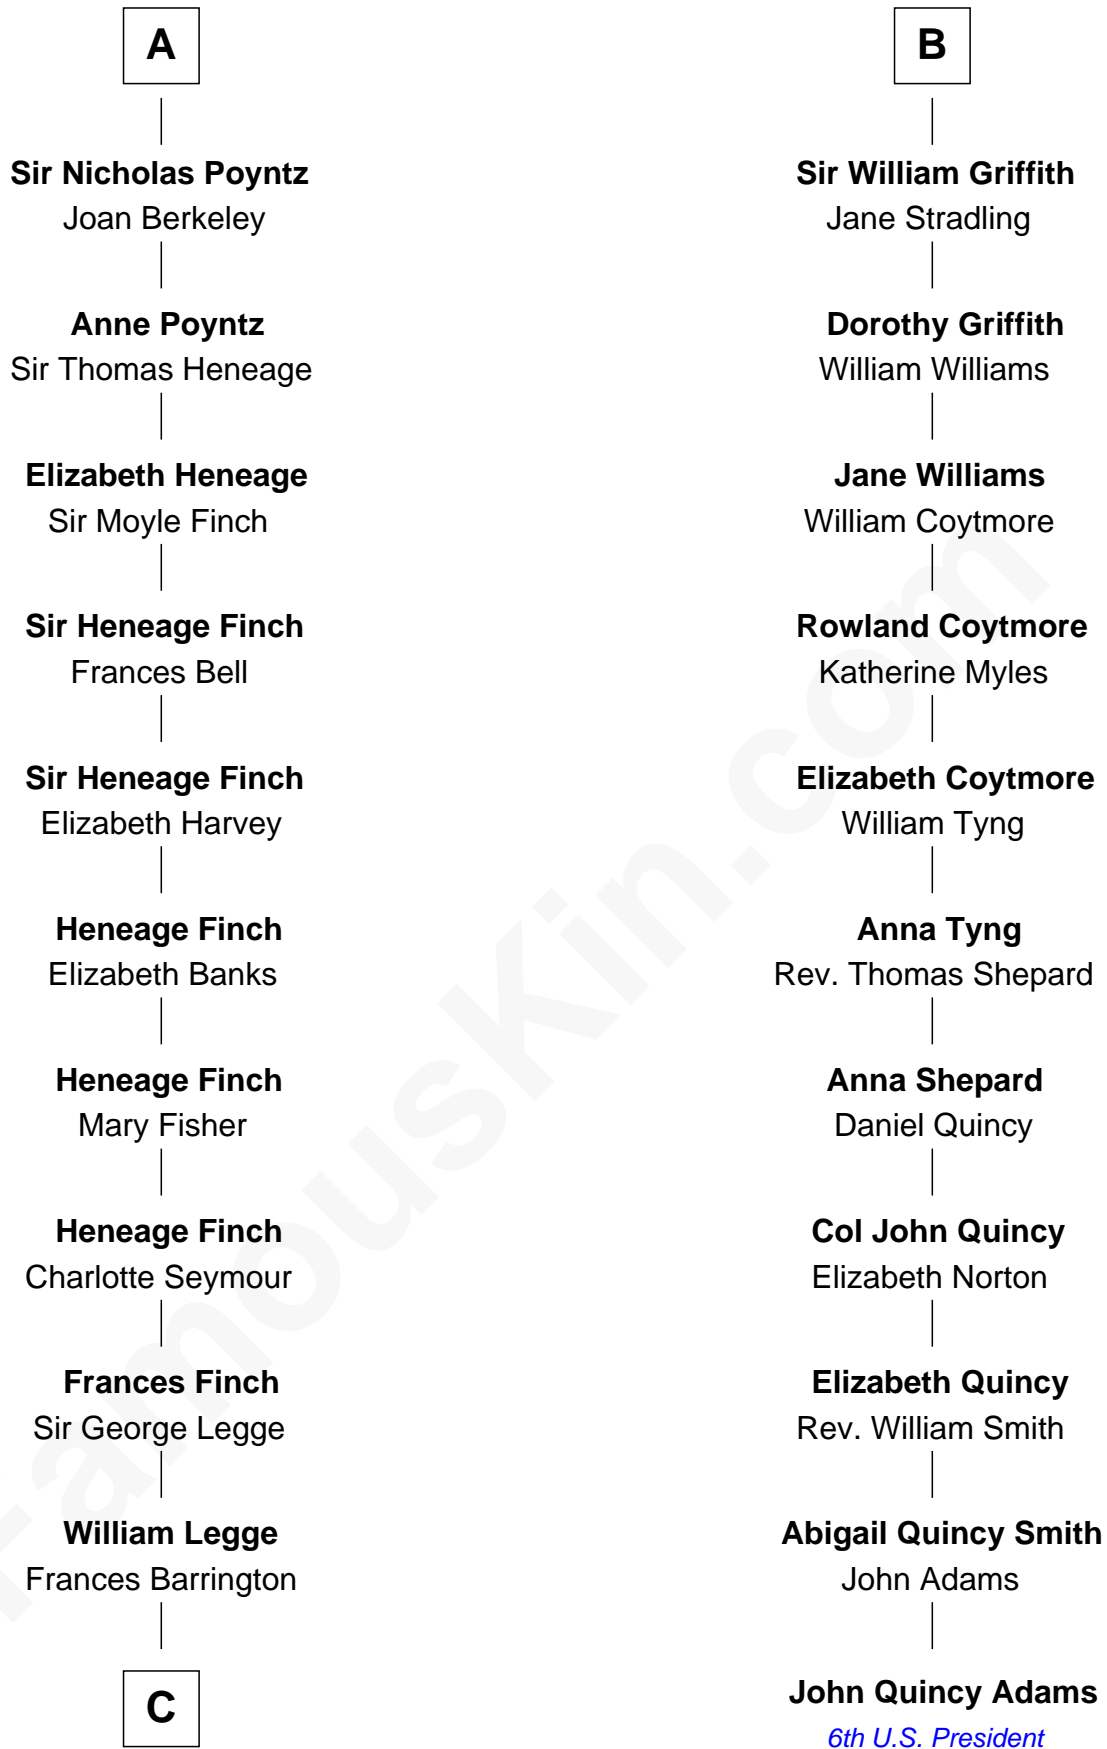 A
Sir Nicholas Poyntz
Joan Berkeley
Anne Poyntz
Sir Thomas Heneage
Elizabeth Heneage
Sir Moyle Finch
Sir Heneage Finch
Frances Bell
Sir Heneage Finch
Elizabeth Harvey
Heneage Finch
Elizabeth Banks
Heneage Finch
Mary Fisher
Heneage Finch
Charlotte Seymour
Frances Finch
Sir George Legge
William Legge
Frances Barrington
C
B
Sir William Griffith
Jane Stradling
Dorothy Griffith
William Williams
Jane Williams
William Coytmore
Rowland Coytmore
Katherine Myles
Elizabeth Coytmore
William Tyng
Anna Tyng
Rev. Thomas Shepard
Anna Shepard
Daniel Quincy
Col John Quincy
Elizabeth Norton
Elizabeth Quincy
Rev. William Smith
Abigail Quincy Smith
John Adams
John Quincy Adams
6th U.S. President
FamousKin.com